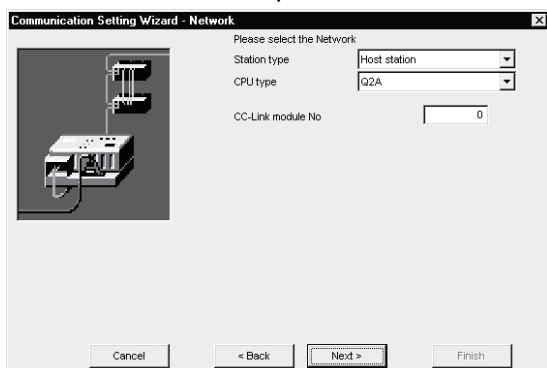 Communication Setting Wizard - Network
Please select the Network
Station type Host station
CPU type Q2A
CC-Link module No 0
Cancel < Back Next > Finish